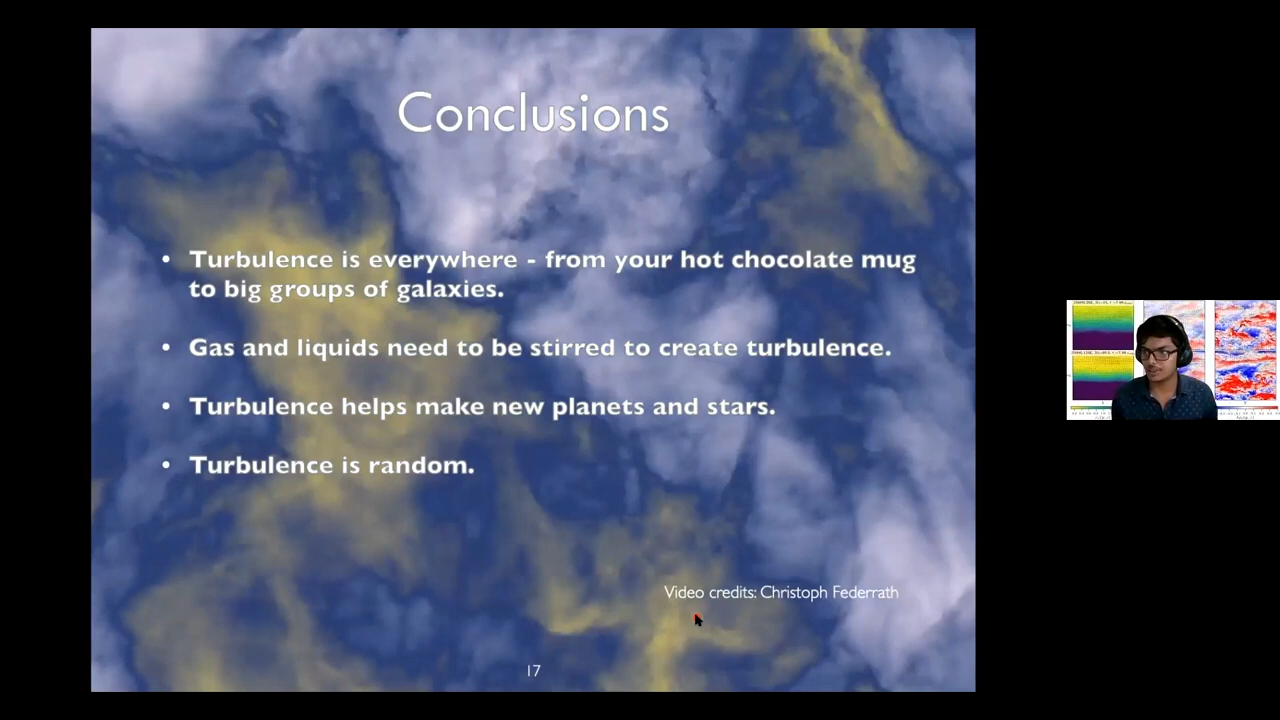 Conclusions
• Turbulence is everywhere - from your hot chocolate mug
to big groups of galaxies.
• Gas and liquids need to be stirred to create turbulence.
• Turbulence helps make new planets and stars.
• Turbulence is random.
Video credits: Christoph Federrath
17